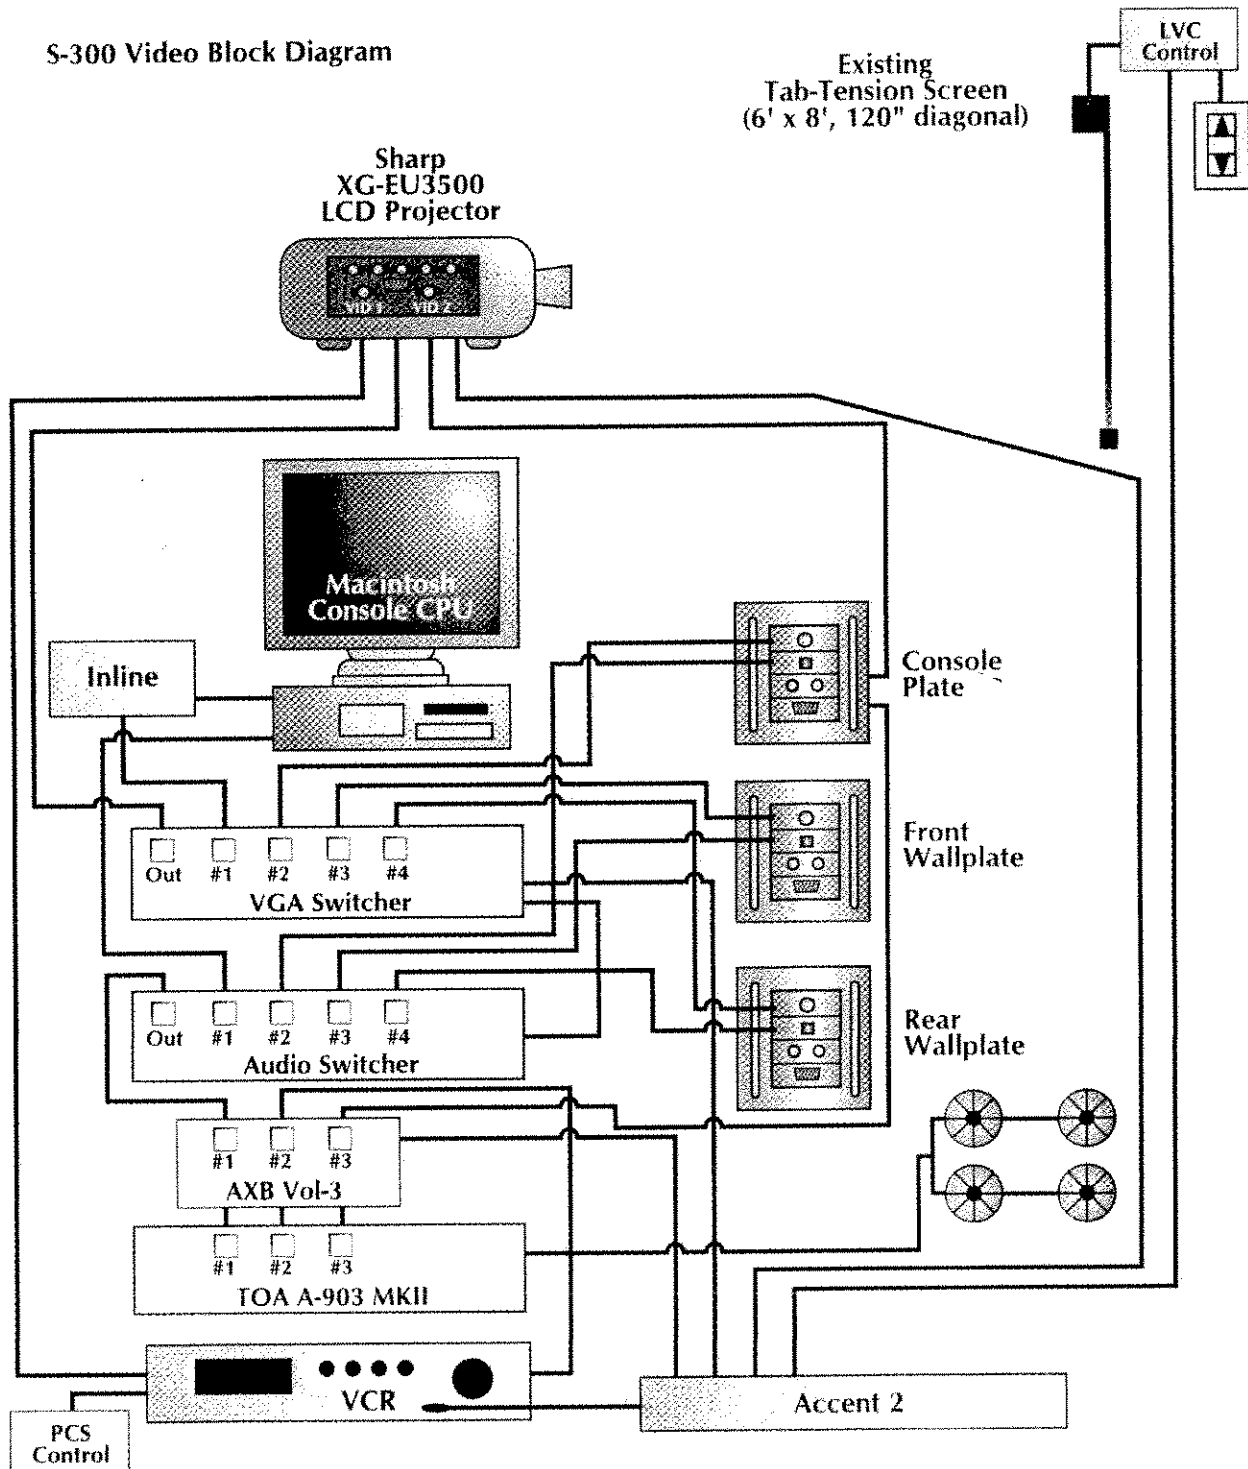 S-300 Video Block Diagram
LVC
Control
Existing
Tab-Tension Screen
(6' x 8', 120" diagonal)
Sharp
XG-EU3500
LCD Projector
VID 1 VID 2
Macintosh
Console CPU
Inline
Console
Plate
Front
Wallplate
Out #1 #2 #3 #4
VGA Switcher
Rear
Wallplate
Out #1 #2 #3 #4
Audio Switcher
#1 #2 #3
AXB Vol-3
#1 #2 #3
TOA A-903 MKII
VCR
Accent 2
PCS
Control